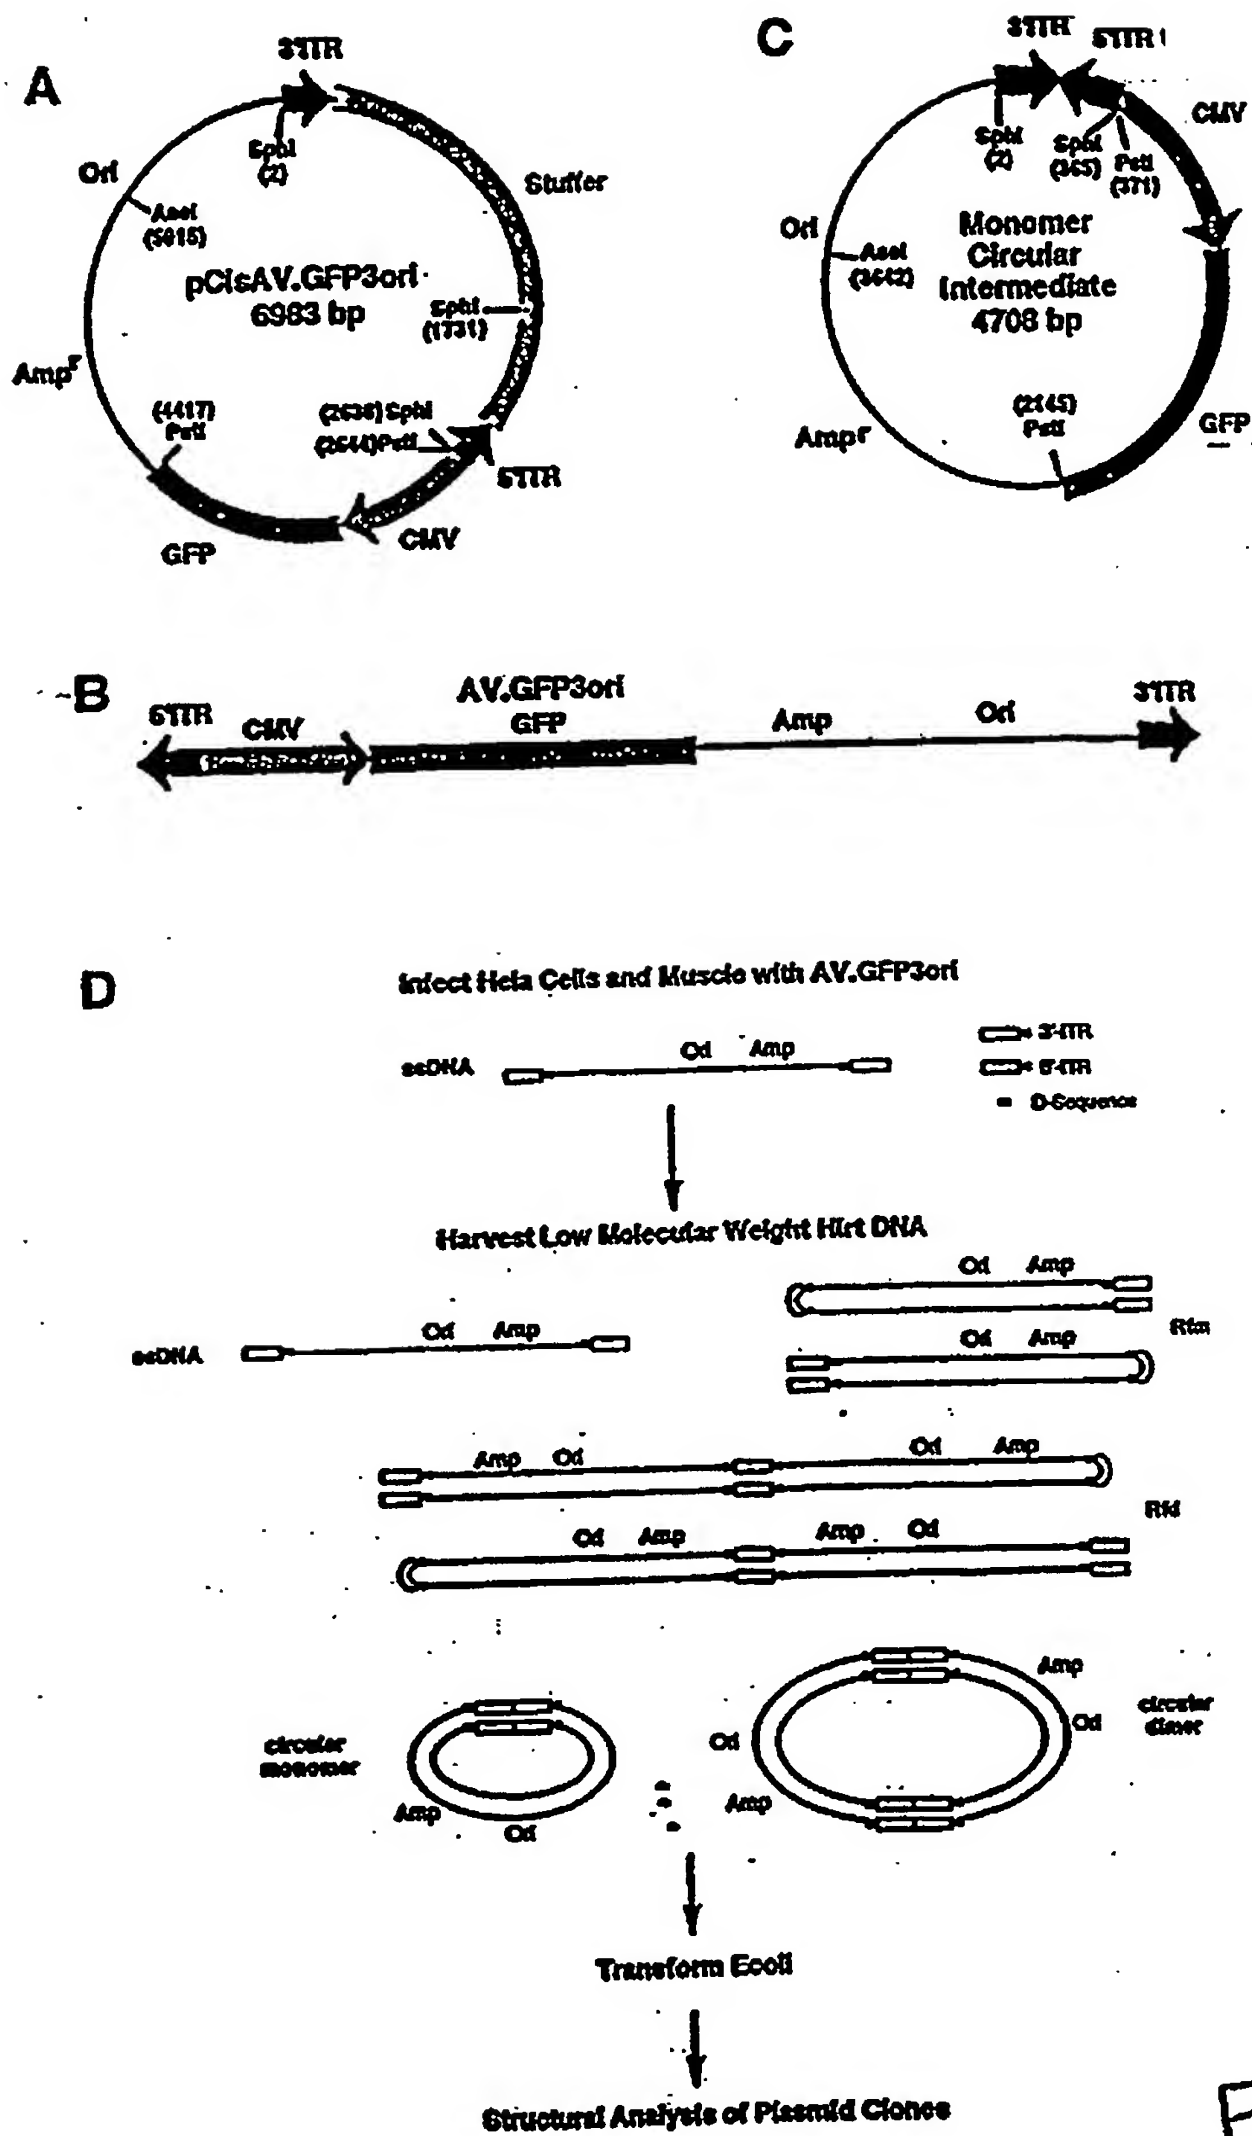 A
3'ITR
SphI
(2)
Ori
AseI
(5915)
Stuffer
pCisAV.GFP3ori
6983 bp
SphI
(1731)
Amp r
(4417)
PstI
(2636) SphI
(2644) PstI
5'ITR
CMV
GFP
C
3'ITR
5'ITR
CMV
SphI
(2)
SphI
(365)
PstI
(371)
Ori
AseI
(3642)
Monomer
Circular
Intermediate
4708 bp
(2145)
PstI
Amp r
GFP
B
AV.GFP3ori
5'ITR
CMV
GFP
Amp
Ori
3'ITR
D
Infect Hela Cells and Muscle with AV.GFP3ori
ssDNA
Ori Amp
3'-ITR
5'-ITR
D-Sequence
Harvest Low Molecular Weight Hirt DNA
ssDNA
Ori Amp
Ori Amp
Rfm
Ori Amp
Amp Ori
Ori Amp
Rfd
Ori Amp
Amp Ori
circular
monomer
Amp
Ori
Amp
Ori
Ori
Amp
circular
dimer
Transform Ecoli
Structural Analysis of Plasmid Clones